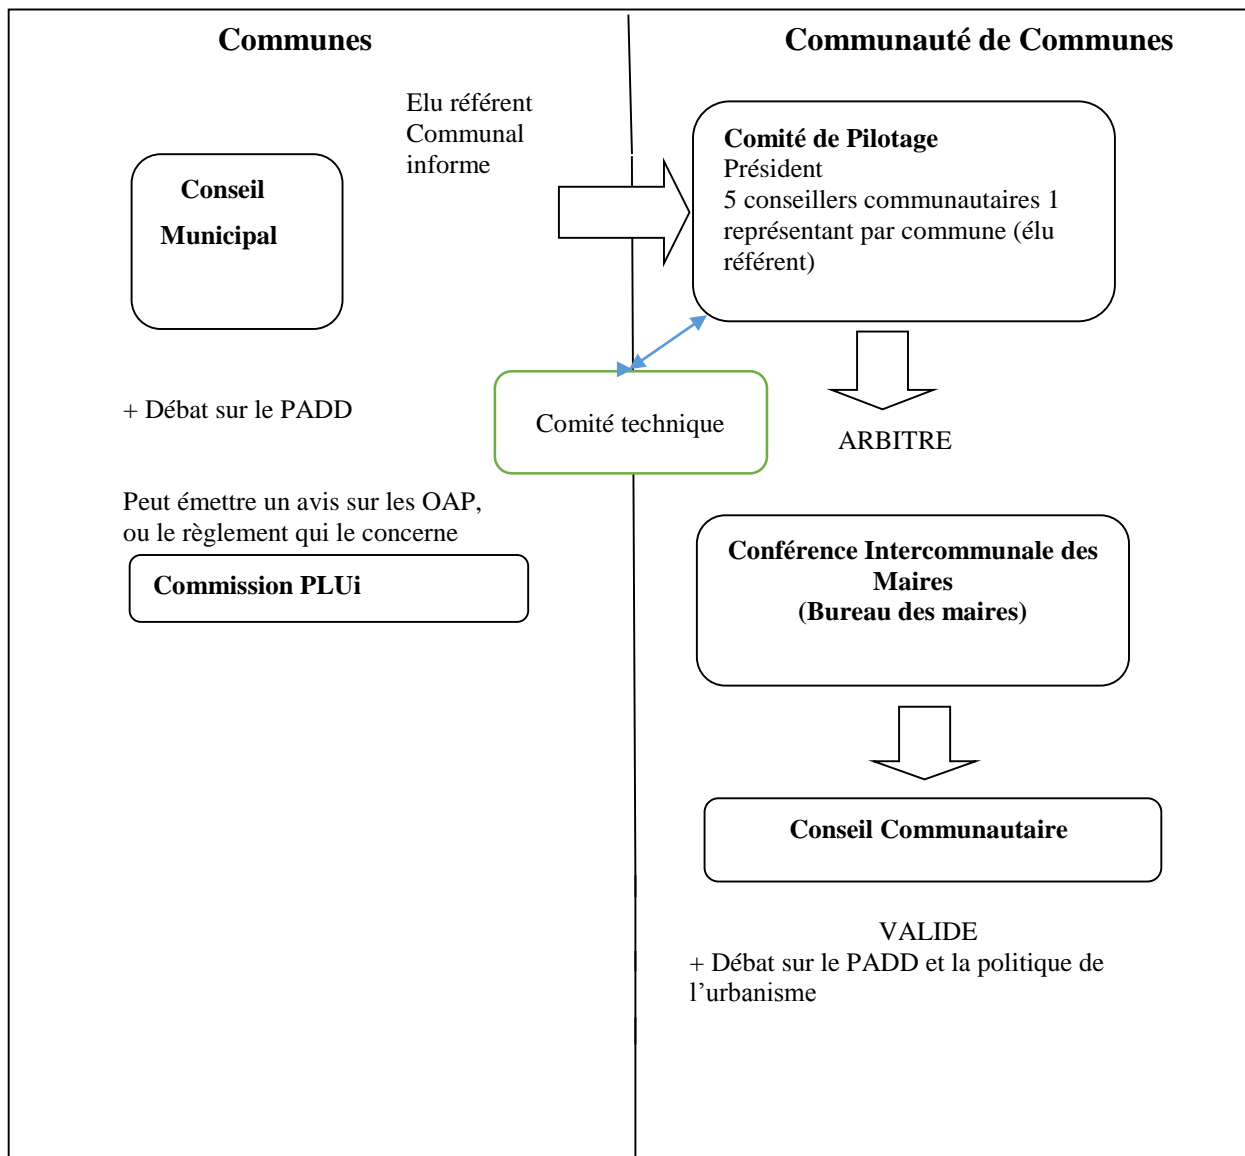 Communes
Elu référent
Communal
informe
Conseil
Municipal
+ Débat sur le PADD
Peut émettre un avis sur les OAP,
ou le règlement qui le concerne
Commission PLUi
Comité technique
Communauté de Communes
Comité de Pilotage
Président
5 conseillers communautaires 1
représentant par commune (élu
référent)
ARBITRE
Conférence Intercommunale des
Maires
(Bureau des maires)
Conseil Communautaire
VALIDE
+ Débat sur le PADD et la politique de
l’urbanisme